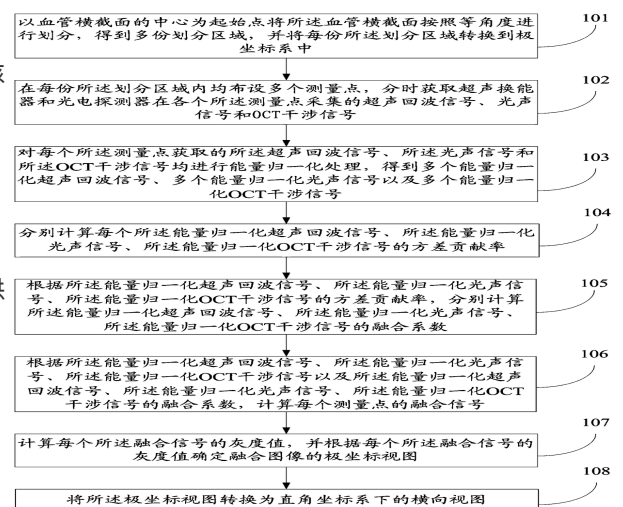 以血管横截面的中心为起始点将所述血管横截面按照等角度进
行划分，得到多份划分区域，并将每份所述划分区域转换到极
坐标系中
101
在每份所述划分区域内均布设多个测量点，分时获取超声换能
器和光电探测器在各个所述测量点采集的超声回波信号、光声
信号和OCT干涉信号
102
对每个所述测量点获取的所述超声回波信号、所述光声信号和
所述OCT干涉信号均进行能量归一化处理，得到多个能量归一
化超声回波信号、多个能量归一化光声信号以及多个能量归一
化OCT干涉信号
103
分别计算每个所述能量归一化超声回波信号、所述能量归一化
光声信号、所述能量归一化OCT干涉信号的方差贡献率
104
根据所述能量归一化超声回波信号、所述能量归一化光声信
号、所述能量归一化OCT干涉信号的方差贡献率，分别计算
所述能量归一化超声回波信号、所述能量归一化光声信号、
所述能量归一化OCT干涉信号的融合系数
105
根据所述能量归一化超声回波信号、所述能量归一化光声信
号、所述能量归一化OCT干涉信号以及所述能量归一化超声
回波信号、所述能量归一化光声信号、所述能量归一化OCT
干涉信号的融合系数，计算每个测量点的融合信号
106
计算每个所述融合信号的灰度值，并根据每个所述融合信号的
灰度值确定融合图像的极坐标视图
107
将所述极坐标视图转换为直角坐标系下的横向视图
108